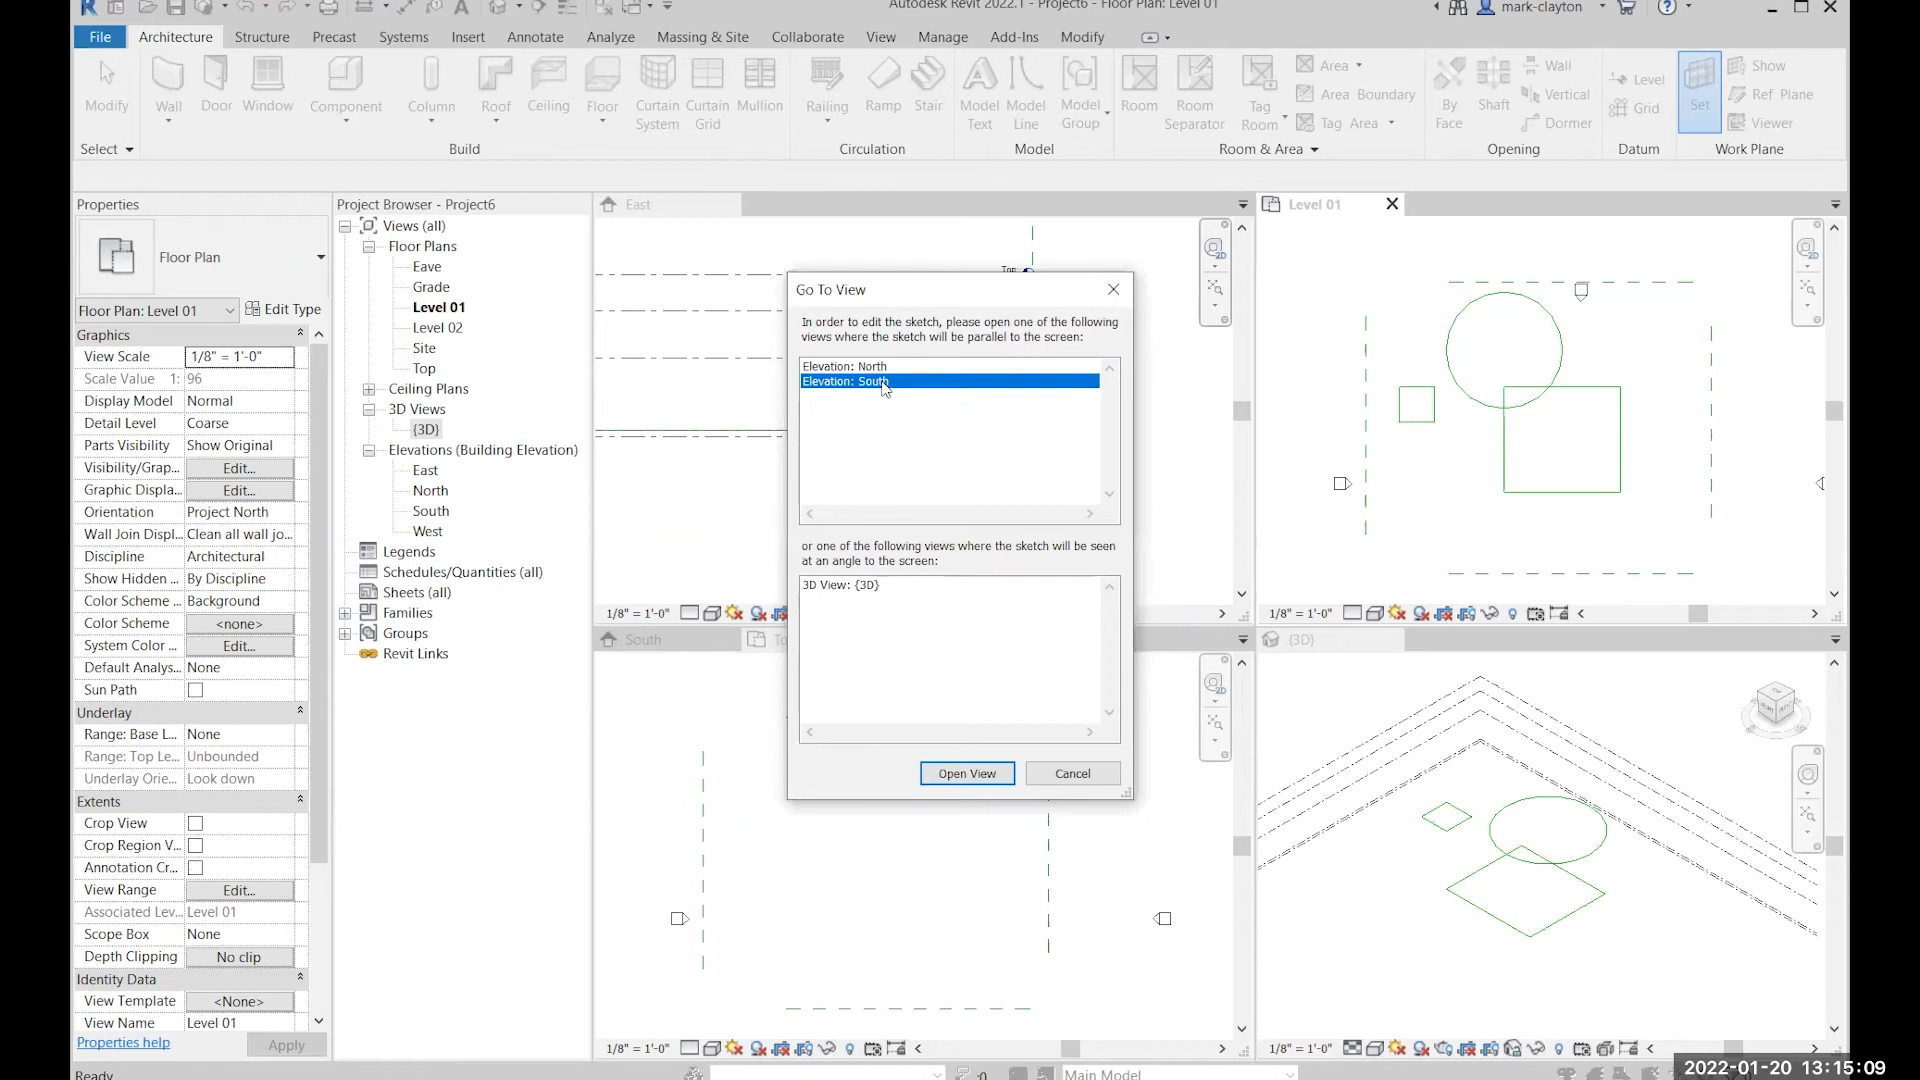 Autodesk Revit 2022.1 - Project6 - Floor Plan: Level 01
mark-clayton
File Architecture Structure Precast Systems Insert Annotate Analyze Massing & Site Collaborate View Manage Add-Ins Modify
Modify Wall Door Window Component Column Roof Ceiling Floor Curtain System Curtain Grid Mullion Railing Ramp Stair Model Text Model Line Model Group Room Room Separator Tag Room Area Area Boundary Tag Area By Face Shaft Wall Vertical Dormer Level Grid Set Show Ref Plane Viewer
Select Build Circulation Model Room & Area Opening Datum Work Plane
Properties
Floor Plan
Floor Plan: Level 01 Edit Type
Graphics
View Scale 1/8" = 1'-0"
Scale Value 1: 96
Display Model Normal
Detail Level Coarse
Parts Visibility Show Original
Visibility/Grap... Edit...
Graphic Displa... Edit...
Orientation Project North
Wall Join Displ... Clean all wall jo...
Discipline Architectural
Show Hidden ... By Discipline
Color Scheme ... Background
Color Scheme <none>
System Color ... Edit...
Default Analys... None
Sun Path
Underlay
Range: Base L... None
Range: Top Le... Unbounded
Underlay Orie... Look down
Extents
Crop View
Crop Region V...
Annotation Cr...
View Range Edit...
Associated Lev... Level 01
Scope Box None
Depth Clipping No clip
Identity Data
View Template <None>
View Name Level 01
Properties help Apply
Ready
Project Browser - Project6
Views (all)
Floor Plans
Eave
Grade
Level 01
Level 02
Site
Top
Ceiling Plans
3D Views
{3D}
Elevations (Building Elevation)
East
North
South
West
Legends
Schedules/Quantities (all)
Sheets (all)
Families
Groups
Revit Links
East
Top
1/8" = 1'-0"
Level 01
2D
1/8" = 1'-0"
Go To View
In order to edit the sketch, please open one of the following
views where the sketch will be parallel to the screen:
Elevation: North
Elevation: South
or one of the following views where the sketch will be seen
at an angle to the screen:
3D View: {3D}
Open View Cancel
South
2D
1/8" = 1'-0"
{3D}
1/8" = 1'-0"
:0
Main Model
2022-01-20 13:15:09